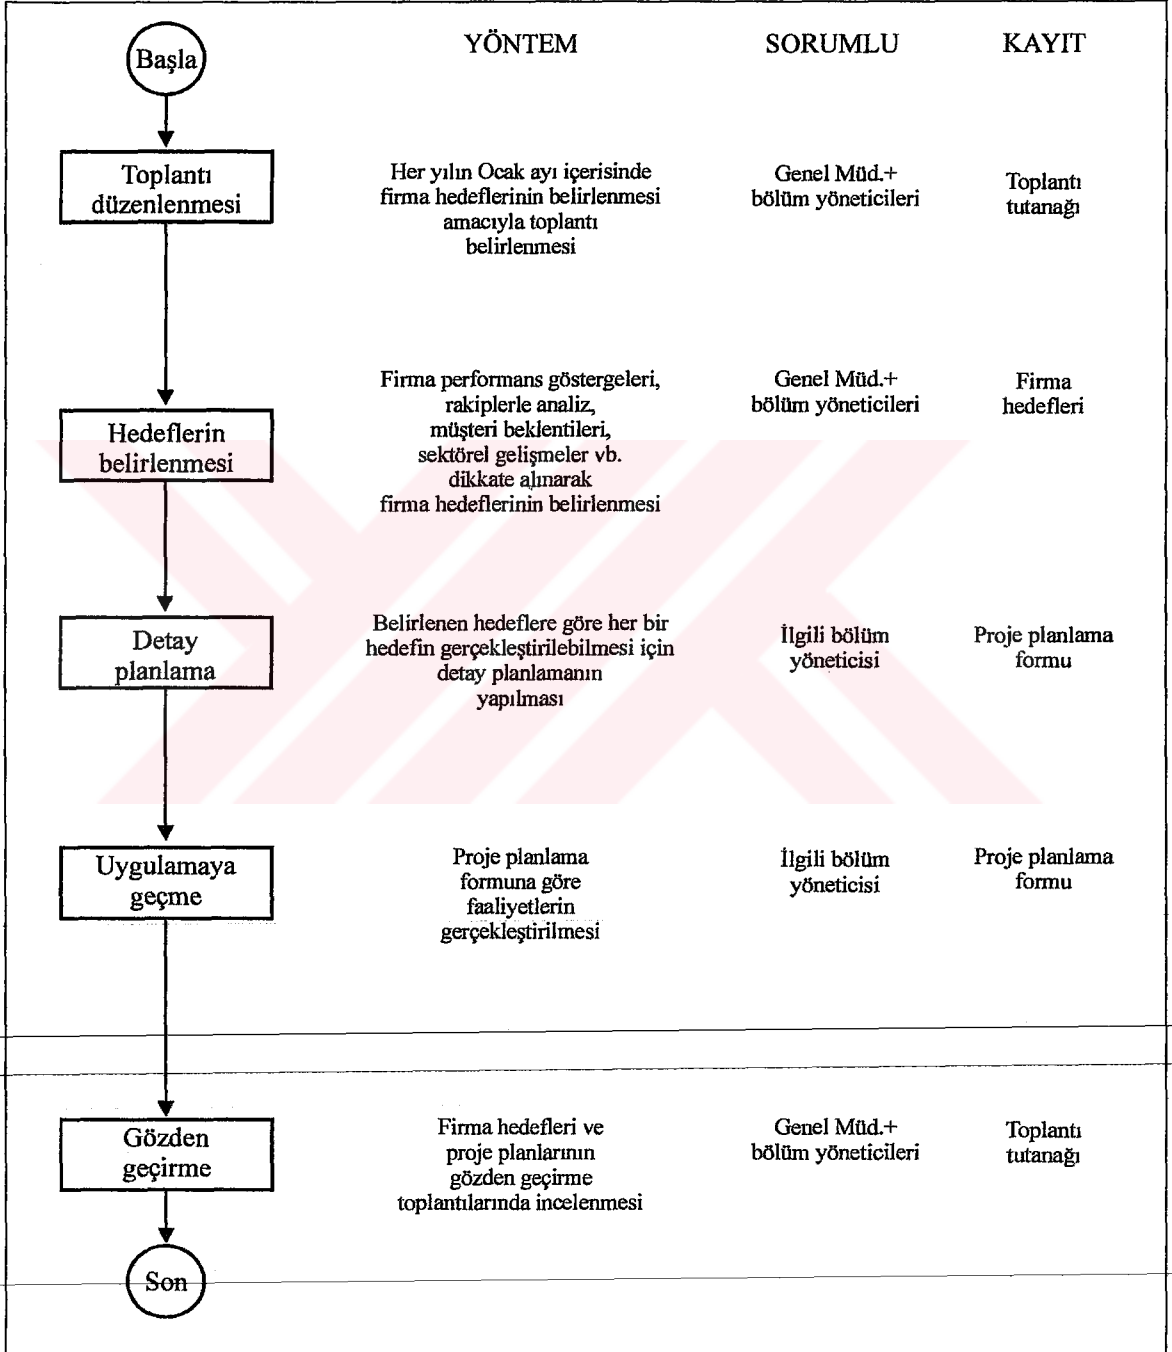 Başla
YÖNTEM
SORUMLU
KAYIT
Toplantı
düzenlenmesi
Her yılın Ocak ayı içerisinde
firma hedeflerinin belirlenmesi
amacıyla toplantı
belirlenmesi
Genel Müd.+
bölüm yöneticileri
Toplantı
tutanağı
Hedeflerin
belirlenmesi
Firma performans göstergeleri,
rakiplerle analiz,
müşteri beklentileri,
sektörel gelişmeler vb.
dikkate alınarak
firma hedeflerinin belirlenmesi
Genel Müd.+
bölüm yöneticileri
Firma
hedefleri
Detay
planlama
Belirlenen hedeflere göre her bir
hedefin gerçekleştirilebilmesi için
detay planlamanın
yapılması
İlgili bölüm
yöneticisi
Proje planlama
formu
Uygulamaya
geçme
Proje planlama
formuna göre
faaliyetlerin
gerçekleştirilmesi
İlgili bölüm
yöneticisi
Proje planlama
formu
Gözden
geçirme
Firma hedefleri ve
proje planlarının
gözden geçirme
toplantılarında incelenmesi
Genel Müd.+
bölüm yöneticileri
Toplantı
tutanağı
Son